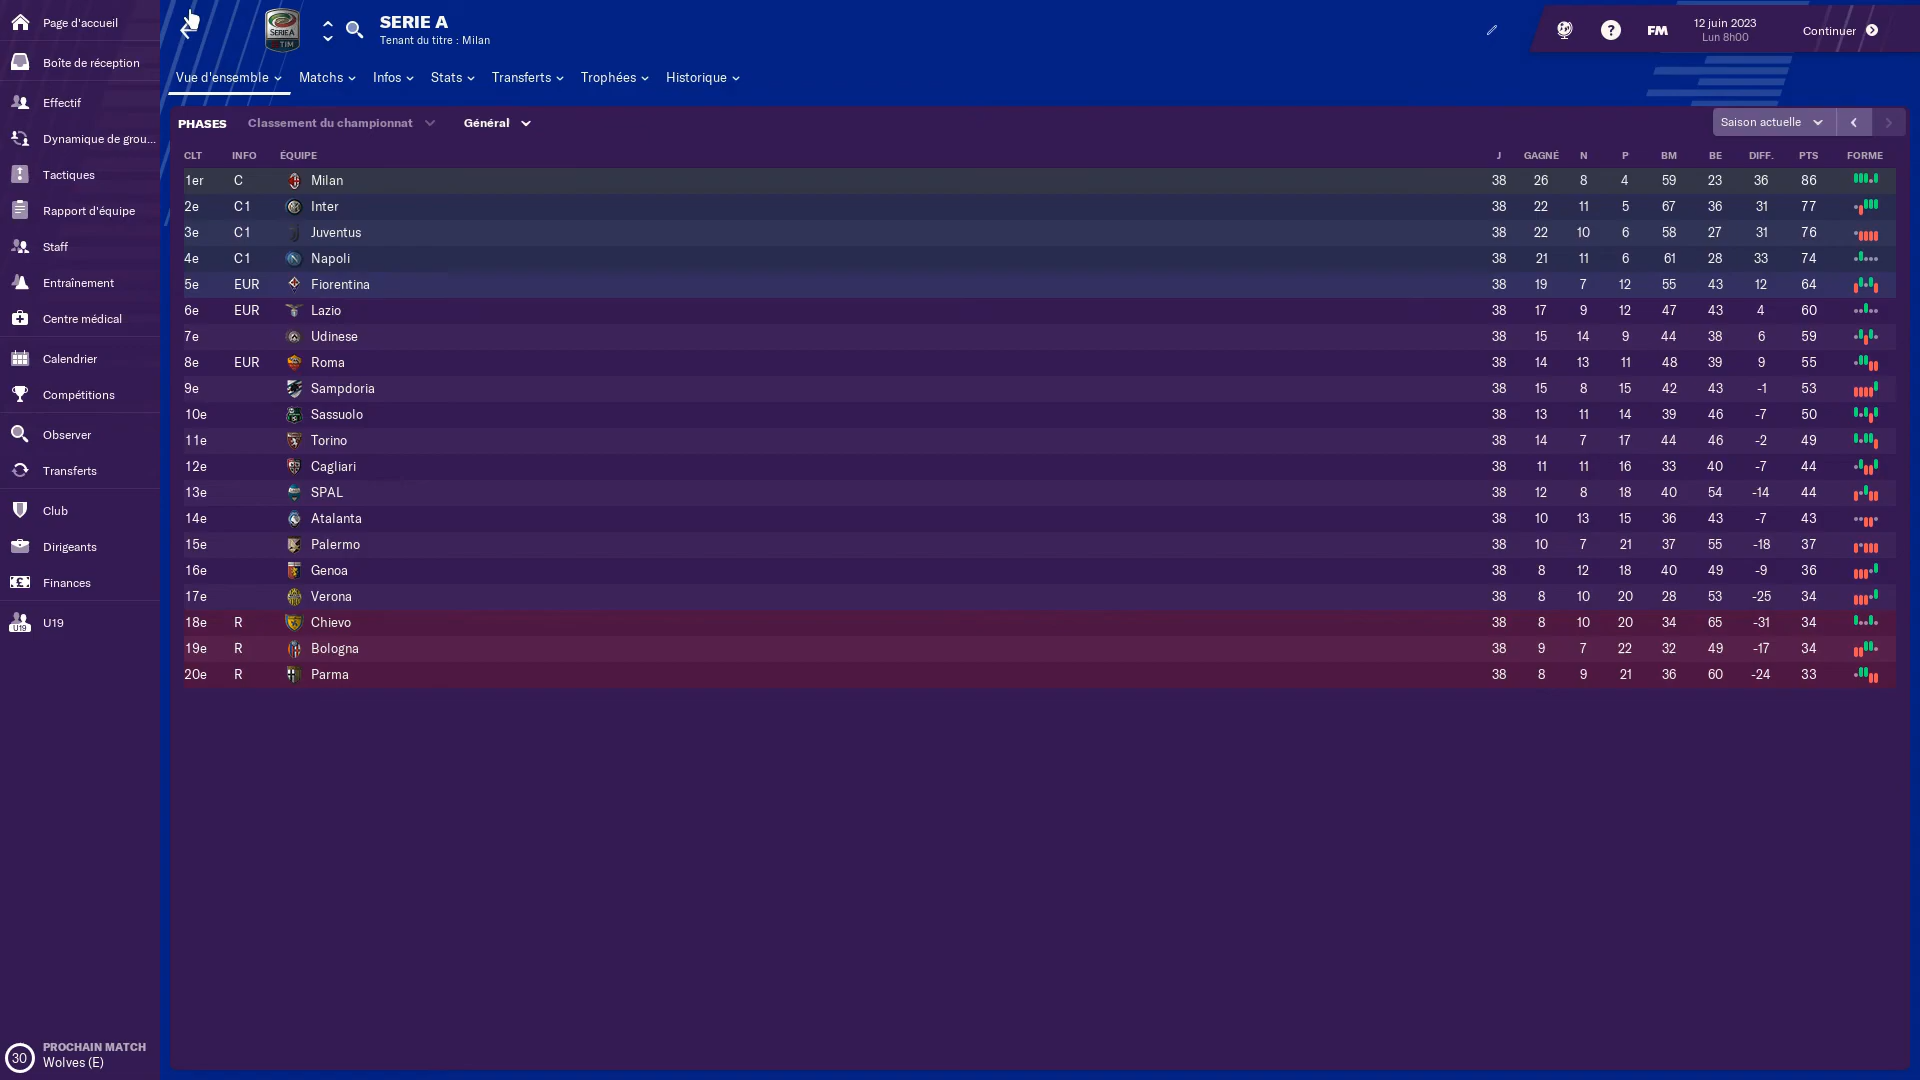 Page d'accueil
Boîte de réception
Effectif
Dynamique de grou...
Tactiques
Rapport d'équipe
Staff
Entraînement
Centre médical
Calendrier
Compétitions
Observer
Transferts
Club
Dirigeants
Finances
U19 U19
30 PROCHAIN MATCH
Wolves (E)
SERIE A
TIM
SERIE A
Tenant du titre : Milan
FM
12 juin 2023
Lun 8h00
Continuer
Vue d'ensemble Matchs Infos Stats Transferts Trophées Historique
PHASES Classement du championnat Général Saison actuelle
CLT INFO ÉQUIPE J GAGNÉ N P BM BE DIFF. PTS FORME
1er C Milan 38 26 8 4 59 23 36 86
2e C1 Inter 38 22 11 5 67 36 31 77
3e C1 Juventus 38 22 10 6 58 27 31 76
4e C1 Napoli 38 21 11 6 61 28 33 74
5e EUR Fiorentina 38 19 7 12 55 43 12 64
6e EUR Lazio 38 17 9 12 47 43 4 60
7e Udinese 38 15 14 9 44 38 6 59
8e EUR Roma 38 14 13 11 48 39 9 55
9e Sampdoria 38 15 8 15 42 43 -1 53
10e Sassuolo 38 13 11 14 39 46 -7 50
11e Torino 38 14 7 17 44 46 -2 49
12e Cagliari 38 11 11 16 33 40 -7 44
13e SPAL 38 12 8 18 40 54 -14 44
14e Atalanta 38 10 13 15 36 43 -7 43
15e Palermo 38 10 7 21 37 55 -18 37
16e Genoa 38 8 12 18 40 49 -9 36
17e Verona 38 8 10 20 28 53 -25 34
18e R Chievo 38 8 10 20 34 65 -31 34
19e R Bologna 38 9 7 22 32 49 -17 34
20e R Parma 38 8 9 21 36 60 -24 33